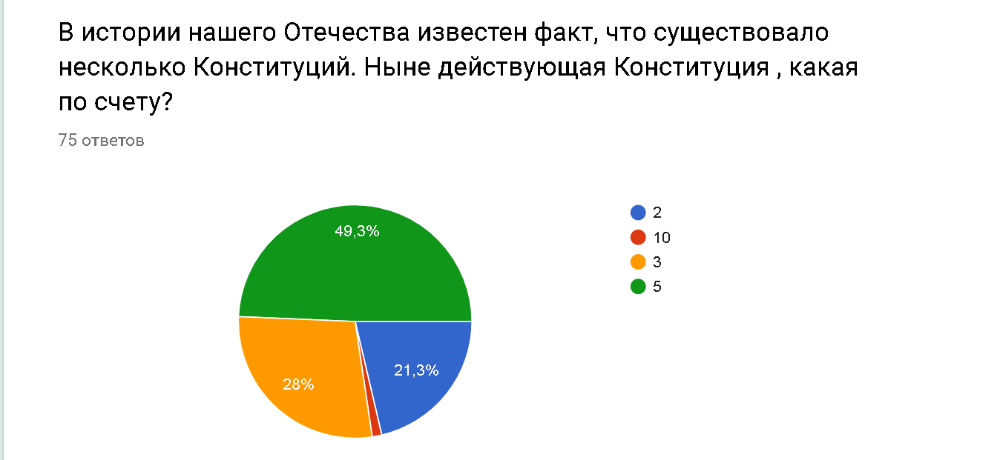 В истории нашего Отечества известен факт, что существовало
несколько Конституций. Ныне действующая Конституция , какая
по счету?
75 ответов
49,3%
28%
21,3%
2
10
3
5